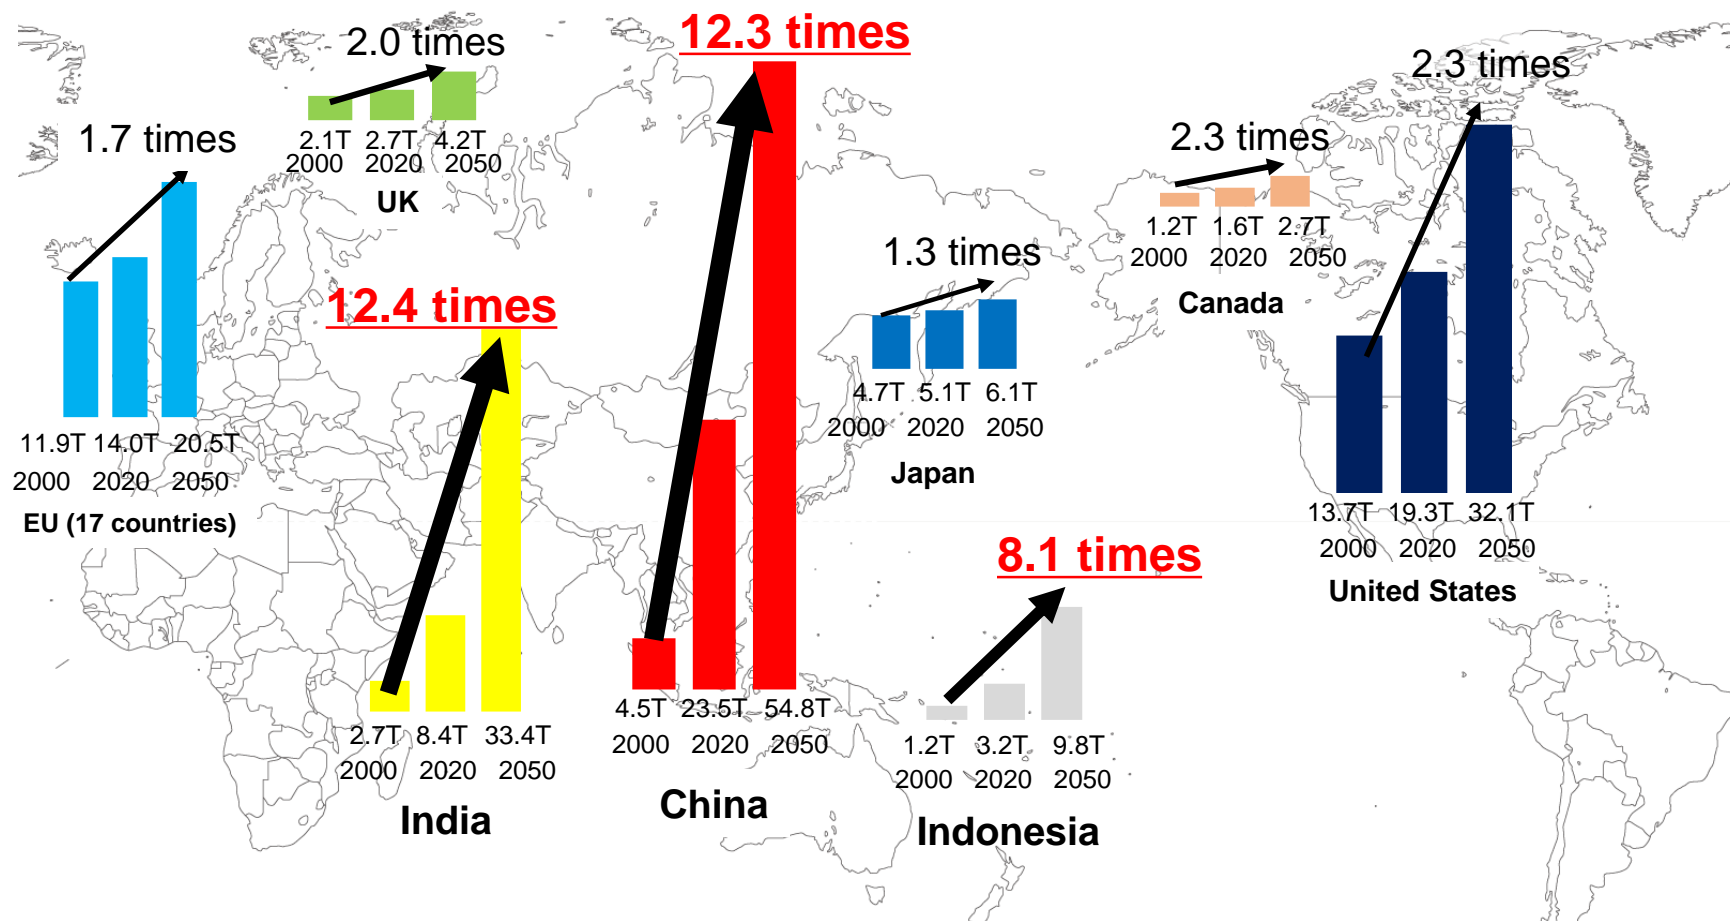 12.3 times
2.0 times
2.1T 2.7T 4.2T
2000 2020 2050
UK
2.3 times
13.7T 19.3T 32.1T
2000 2020 2050
United States
1.7 times
11.9T 14.0T 20.5T
2000 2020 2050
EU (17 countries)
2.3 times
1.2T 1.6T 2.7T
2000 2020 2050
Canada
1.3 times
4.7T 5.1T 6.1T
2000 2020 2050
Japan
12.4 times
2.7T 8.4T 33.4T
2000 2020 2050
India
4.5T 23.5T 54.8T
2000 2020 2050
China
8.1 times
1.2T 3.2T 9.8T
2000 2020 2050
Indonesia